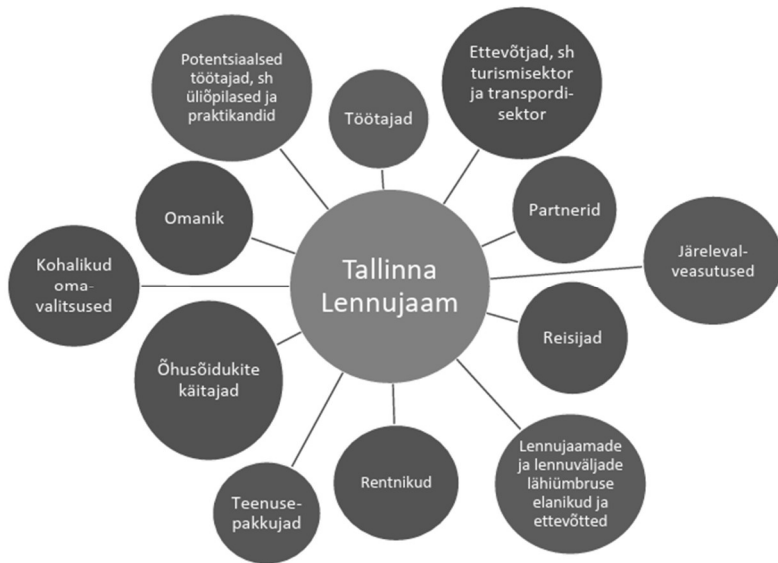 Potentsiaalsed
töötajad, sh
üliõpilased ja
praktikandid
Töötajad
Ettevõtjad, sh
turismisektor
ja transpordi-
sektor
Omanik
Partnerid
Kohalikud
oma-
valitsused
Tallinna
Lennujaam
Järeleval-
veasutused
Reisijad
Õhusõidukite
käitajad
Teenuse-
pakkujad
Rentnikud
Lennujaamade
ja lennuväljade
lähiümbruse
elanikud ja
ettevõtted